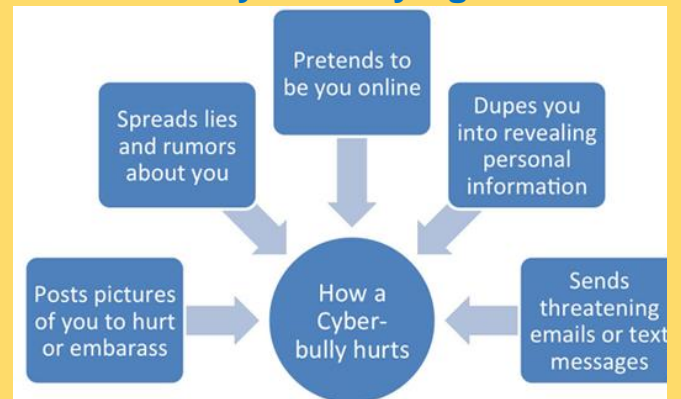 Pretends to
be you online
Spreads lies
and rumors
about you
Dupes you
into revealing
personal
information
Posts pictures
of you to hurt
or embarass
How a
Cyber-
bully hurts
Sends
threatening
emails or text
messages